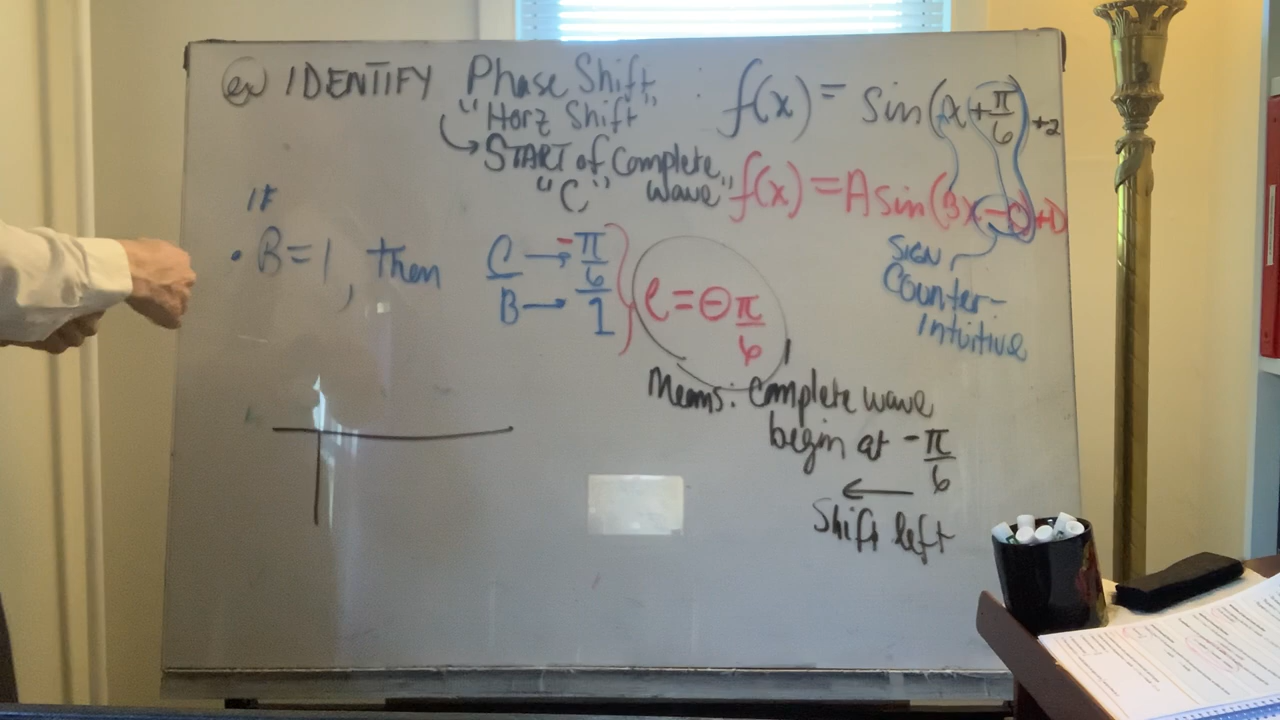 ex IDENTIFY Phase Shift : f(x) = Sin(x + π/6) + 2
"Horz Shift"
→ START of Complete Wave"
"C"
f(x) = A sin(Bx - C) + D
SIGN
Counter-
intuitive
IF
• B = 1, then C → -π/6
B → 1
C = - π/6
Means: Complete wave
begin at - π/6
←
Shift left